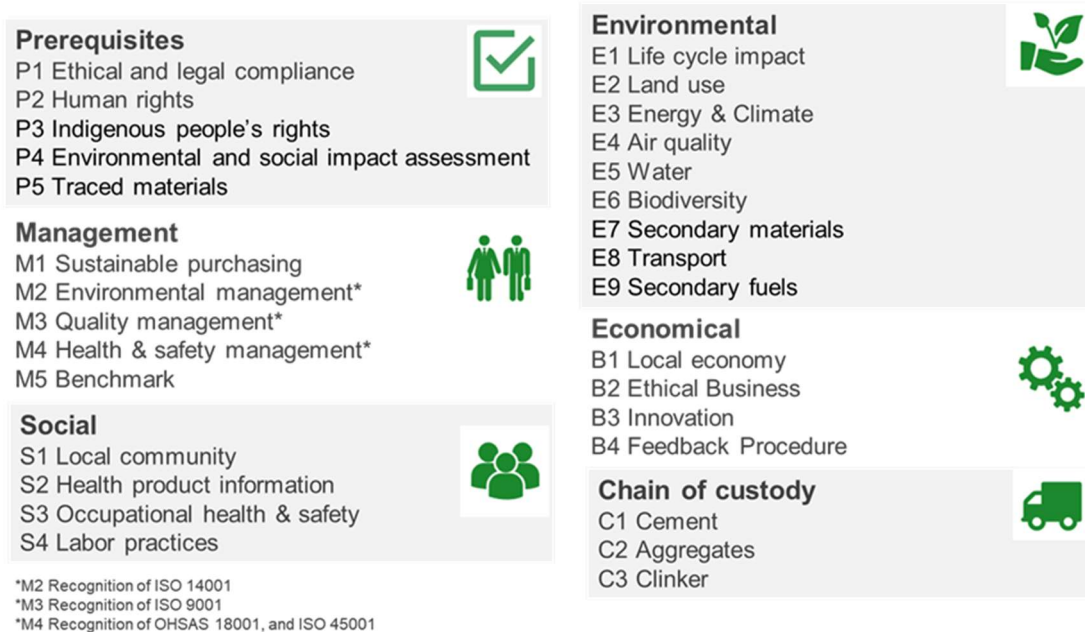 Prerequisites
P1 Ethical and legal compliance
P2 Human rights
P3 Indigenous people's rights
P4 Environmental and social impact assessment
P5 Traced materials
Management
M1 Sustainable purchasing
M2 Environmental management*
M3 Quality management*
M4 Health & safety management*
M5 Benchmark
Social
S1 Local community
S2 Health product information
S3 Occupational health & safety
S4 Labor practices
*M2 Recognition of ISO 14001
*M3 Recognition of ISO 9001
*M4 Recognition of OHSAS 18001, and ISO 45001
Environmental
E1 Life cycle impact
E2 Land use
E3 Energy & Climate
E4 Air quality
E5 Water
E6 Biodiversity
E7 Secondary materials
E8 Transport
E9 Secondary fuels
Economical
B1 Local economy
B2 Ethical Business
B3 Innovation
B4 Feedback Procedure
Chain of custody
C1 Cement
C2 Aggregates
C3 Clinker